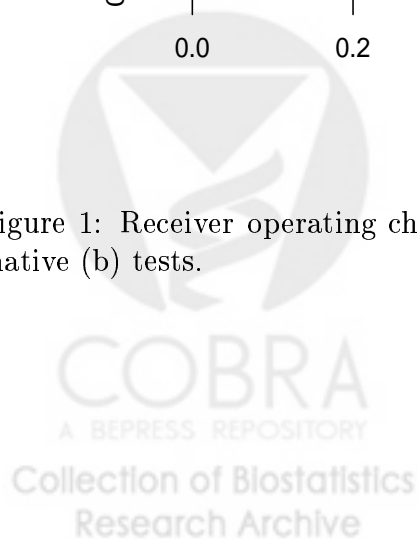 0.0 0.2
igure 1: Receiver operating ch
native (b) tests.
COBRA
A BEPRESS REPOSITORY
Collection of Biostatistics
Research Archive